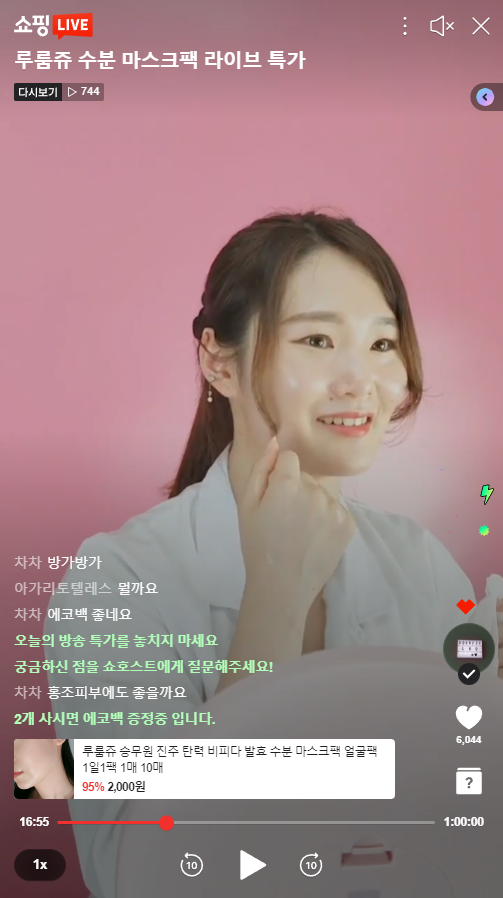 쇼핑 LIVE
루룸쥬 수분 마스크팩 라이브 특가
다시보기 ▷ 744
차차 방가방가
아가리토텔레스 뭘까요
차차 에코백 좋네요
오늘의 방송 특가를 놓치지 마세요
궁금하신 점을 쇼호스트에게 질문해주세요!
차차 홍조피부에도 좋을까요
2개 사시면 에코백 증정중 입니다.
6,044
루룸쥬 승무원 진주 탄력 비피다 발효 수분 마스크팩 얼굴팩
1일1팩 1매 10매
95% 2,000원
?
16:55 1:00:00
1x 10 10